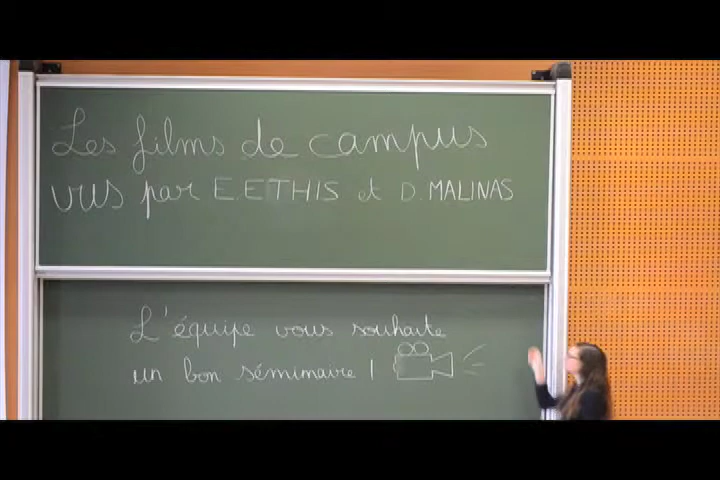 Les films de campus
vus par E.ETHIS et D.MALINAS
L'équipe vous souhaite
un bon séminaire !